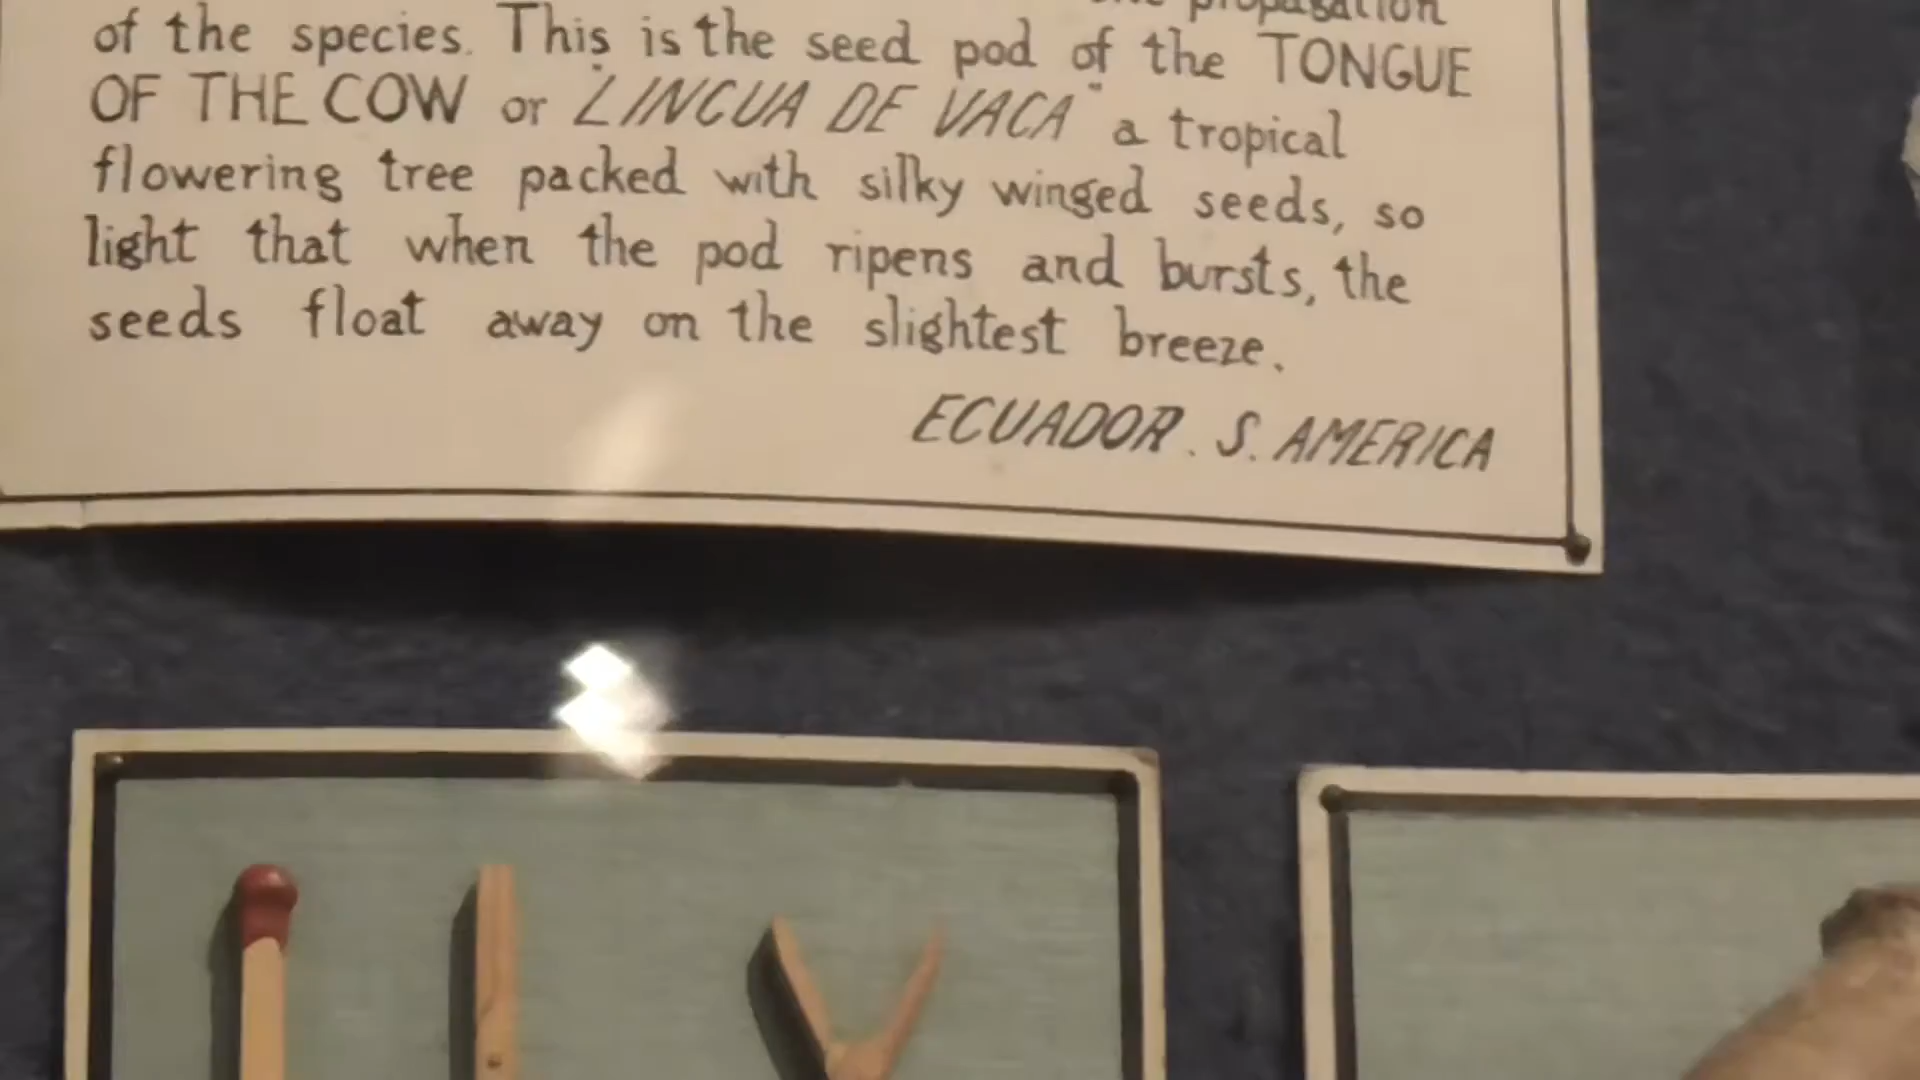 propagation
of the species. This is the seed pod of the TONGUE
OF THE COW or "LINGUA DE VACA" a tropical
flowering tree packed with silky winged seeds, so
light that when the pod ripens and bursts, the
seeds float away on the slightest breeze.
ECUADOR. S. AMERICA